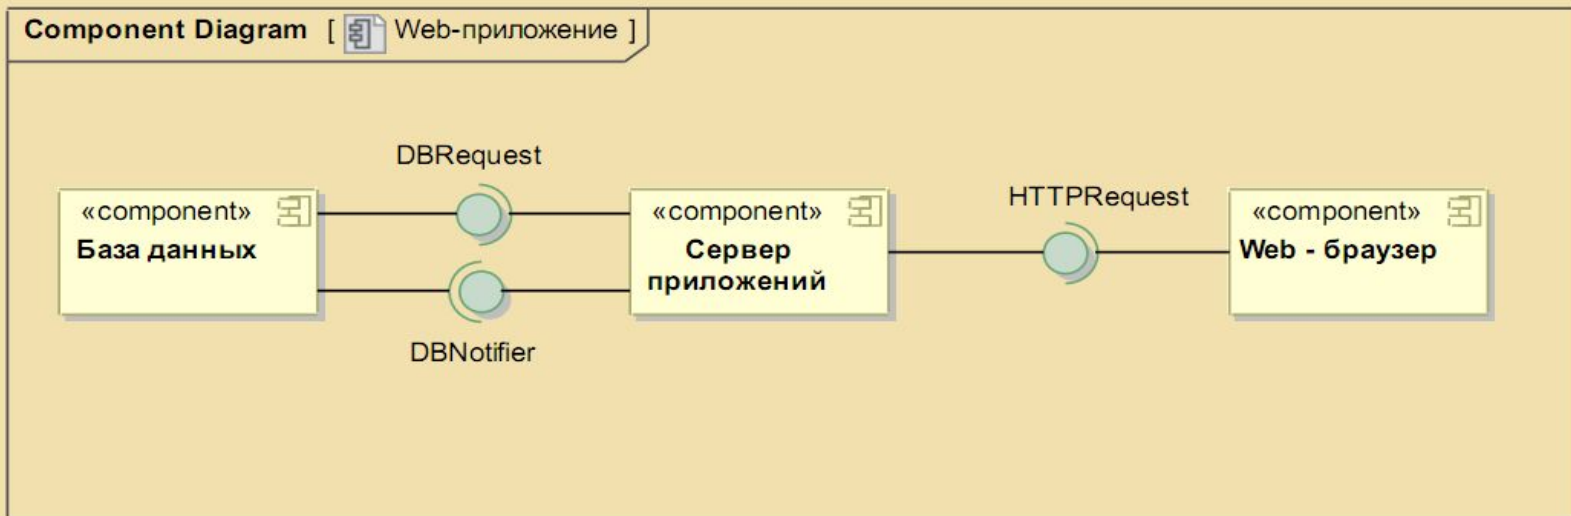 Component Diagram [ Web-приложение ]
DBRequest
«component»
База данных
«component»
Сервер
приложений
HTTPRequest
«component»
Web - браузер
DBNotifier